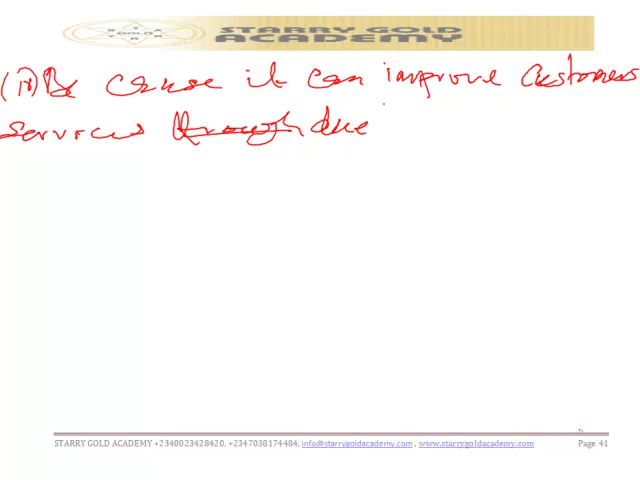 STARRY GOLD
ACADEMY
(ii) Be cause it can improve customers
services through due
STARRY GOLD ACADEMY +2348023428420, +2347038174484, info@starrygoldacademy.com , www.starrygoldacademy.com Page 41